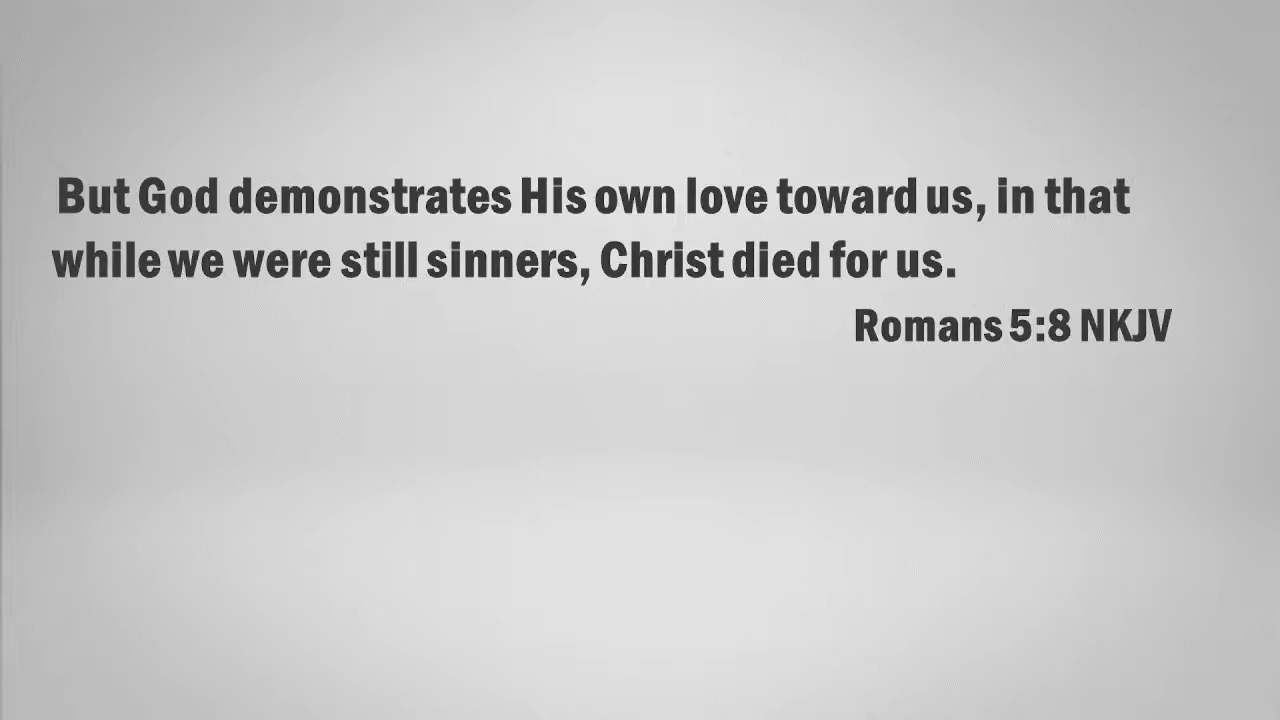 But God demonstrates His own love toward us, in that
while we were still sinners, Christ died for us.
Romans 5:8 NKJV